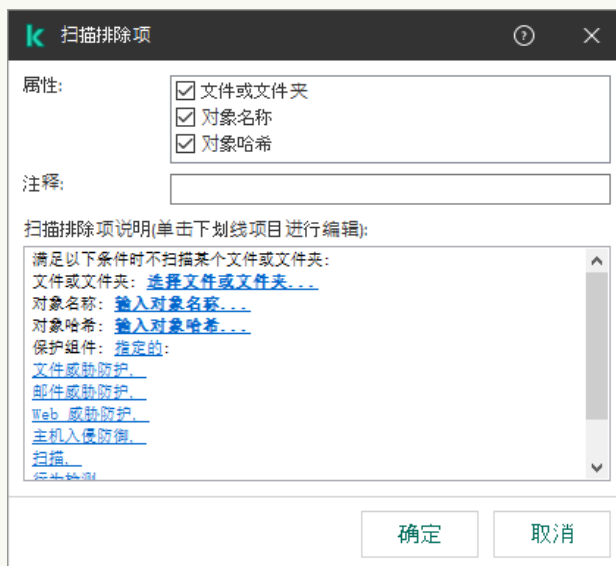 扫描排除项
属性:
文件或文件夹
对象名称
对象哈希
注释:
扫描排除项说明(单击下划线项目进行编辑):
满足以下条件时不扫描某个文件或文件夹:
文件或文件夹: 选择文件或文件夹...
对象名称: 输入对象名称...
对象哈希: 输入对象哈希...
保护组件: 指定的:
文件威胁防护,
邮件威胁防护,
Web 威胁防护,
主机入侵防御,
扫描,
行为检测
确定 取消